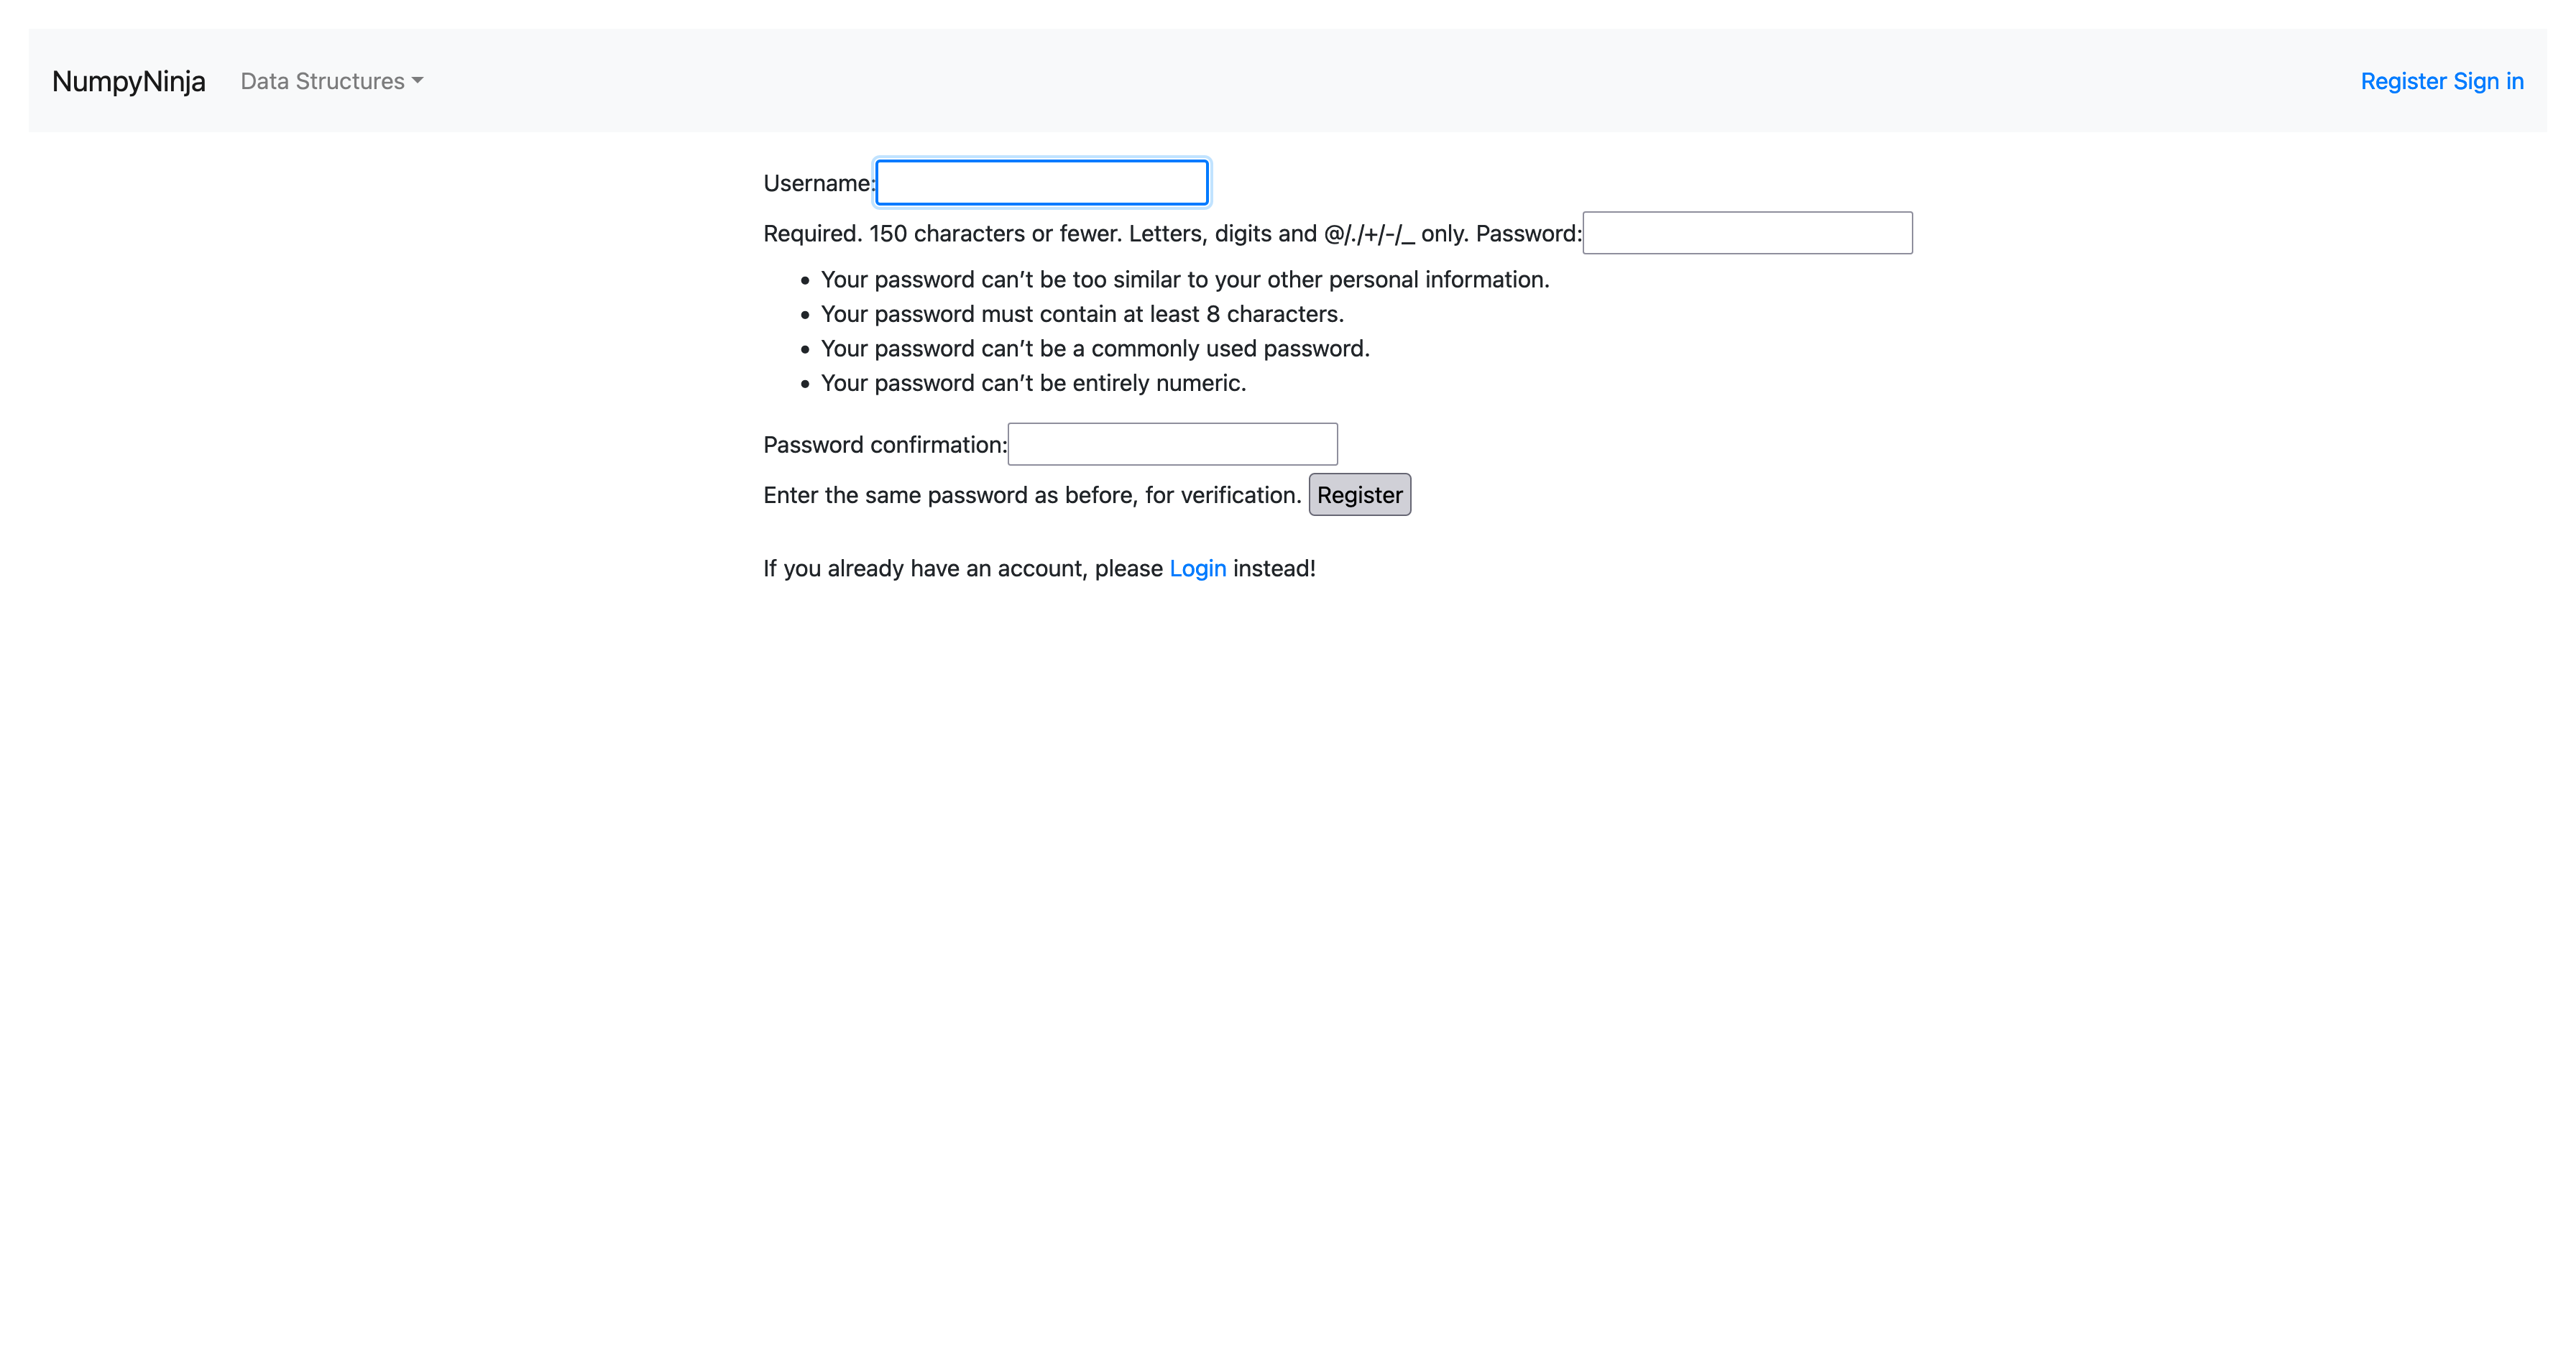 NumpyNinja Data Structures Register Sign in
Username:
Required. 150 characters or fewer. Letters, digits and @/./+/-/_ only. Password:
• Your password can’t be too similar to your other personal information.
• Your password must contain at least 8 characters.
• Your password can’t be a commonly used password.
• Your password can’t be entirely numeric.
Password confirmation:
Enter the same password as before, for verification. Register
If you already have an account, please Login instead!